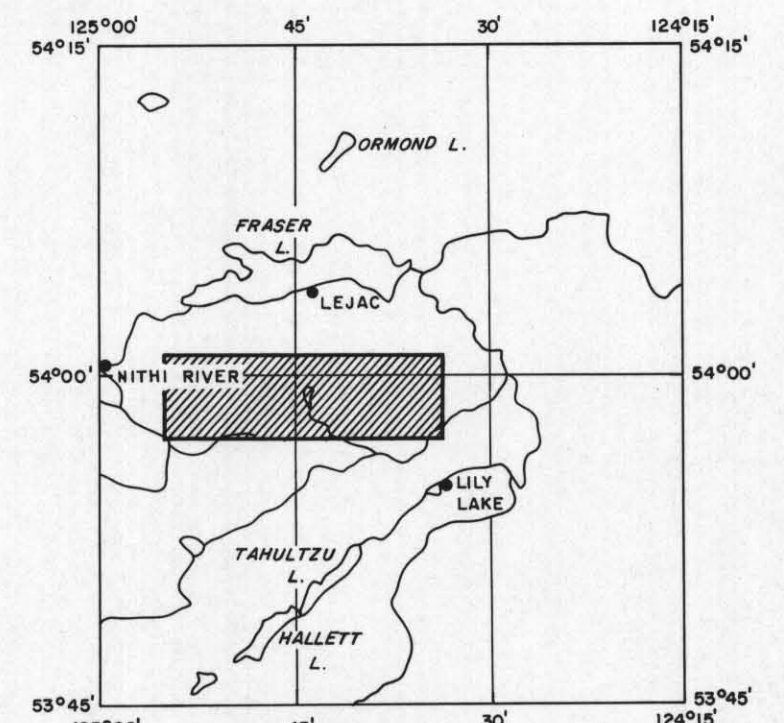 125°00' 45' 30' 124°15'
54°15' 54°15'
ORMOND L.
FRASER
L.
LEJAC
54°00' 54°00'
NITHI RIVER
LILY
LAKE
TAHULTZU
L.
HALLETT
L.
53°45' 53°45'
30' 124°15'